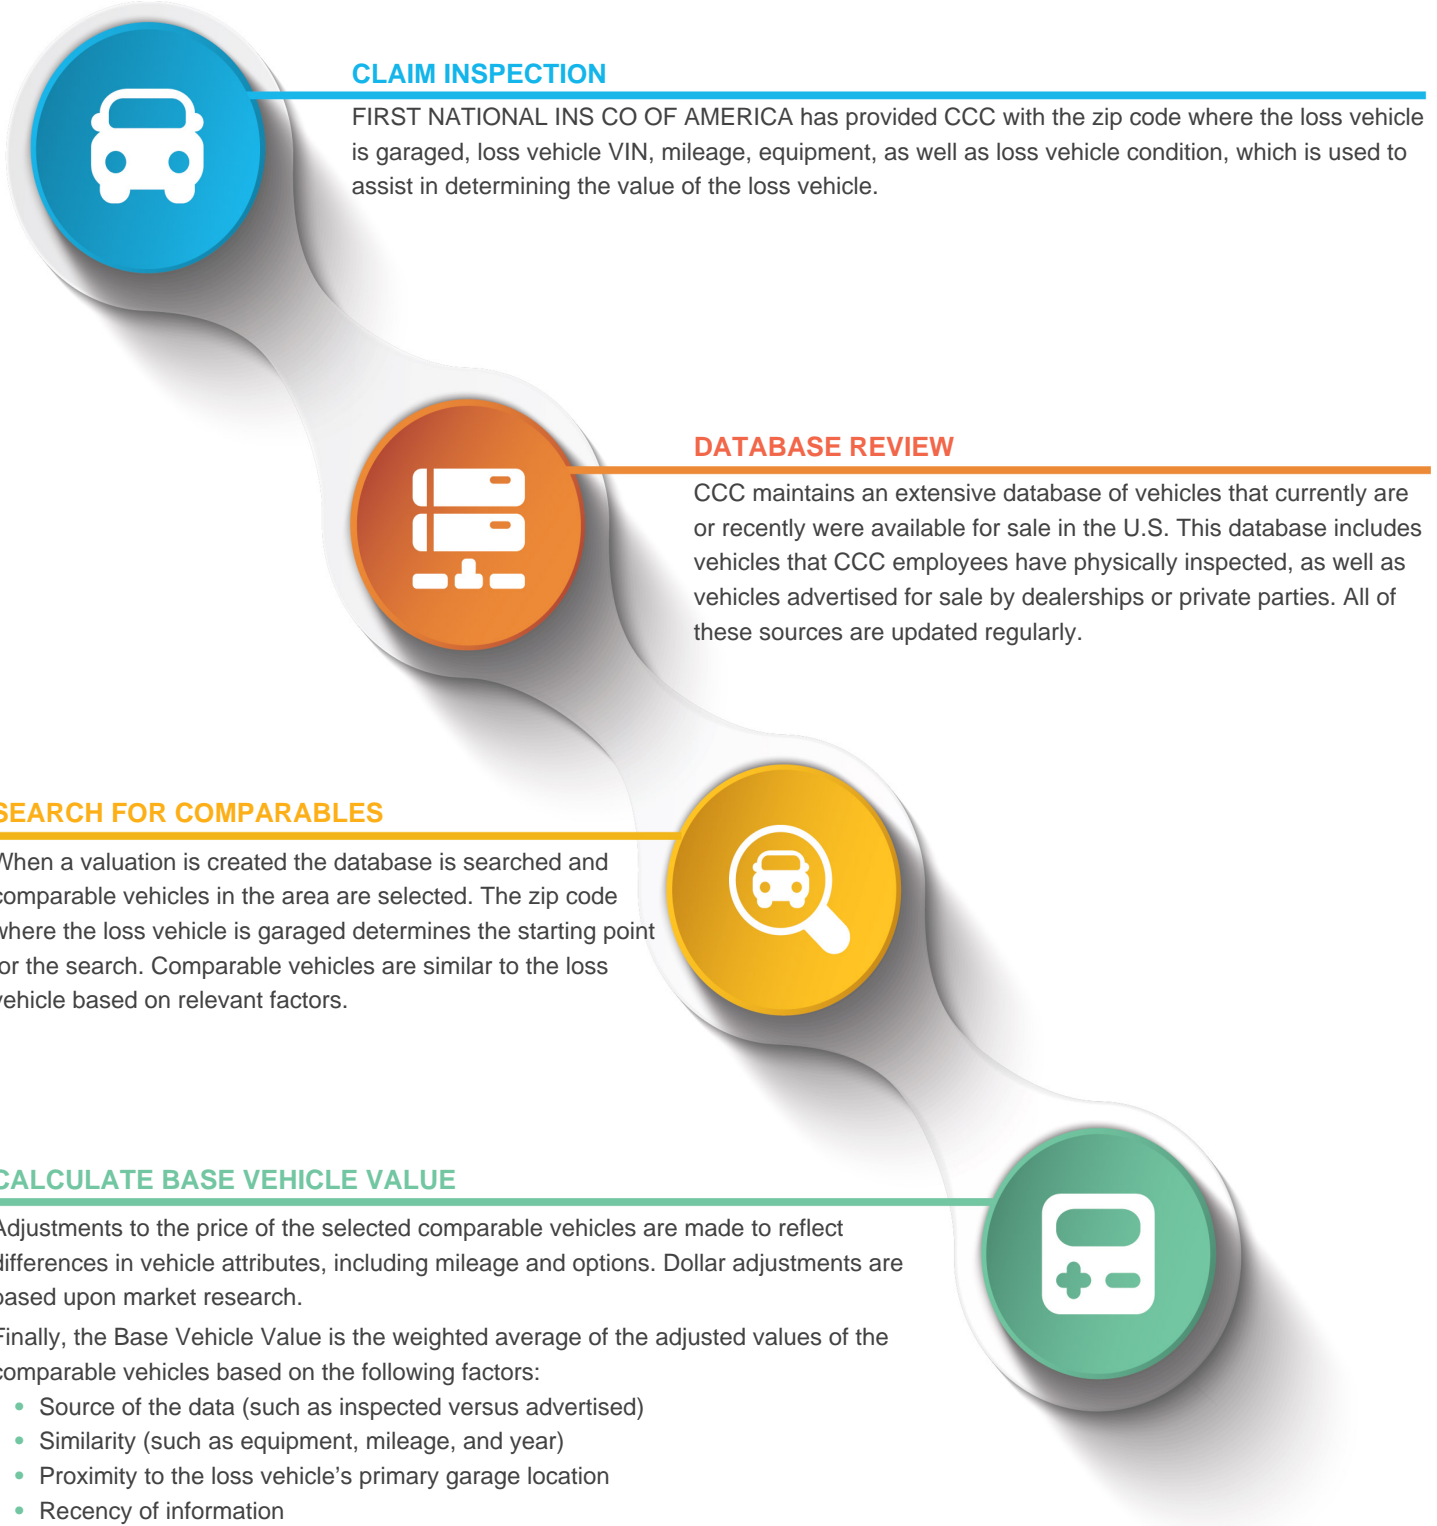 CLAIM INSPECTION
FIRST NATIONAL INS CO OF AMERICA has provided CCC with the zip code where the loss vehicle
is garaged, loss vehicle VIN, mileage, equipment, as well as loss vehicle condition, which is used to
assist in determining the value of the loss vehicle.
DATABASE REVIEW
CCC maintains an extensive database of vehicles that currently are
or recently were available for sale in the U.S. This database includes
vehicles that CCC employees have physically inspected, as well as
vehicles advertised for sale by dealerships or private parties. All of
these sources are updated regularly.
SEARCH FOR COMPARABLES
When a valuation is created the database is searched and
comparable vehicles in the area are selected. The zip code
where the loss vehicle is garaged determines the starting point
for the search. Comparable vehicles are similar to the loss
vehicle based on relevant factors.
CALCULATE BASE VEHICLE VALUE
Adjustments to the price of the selected comparable vehicles are made to reflect
differences in vehicle attributes, including mileage and options. Dollar adjustments are
based upon market research.
Finally, the Base Vehicle Value is the weighted average of the adjusted values of the
comparable vehicles based on the following factors:
• Source of the data (such as inspected versus advertised)
• Similarity (such as equipment, mileage, and year)
• Proximity to the loss vehicle's primary garage location
• Recency of information